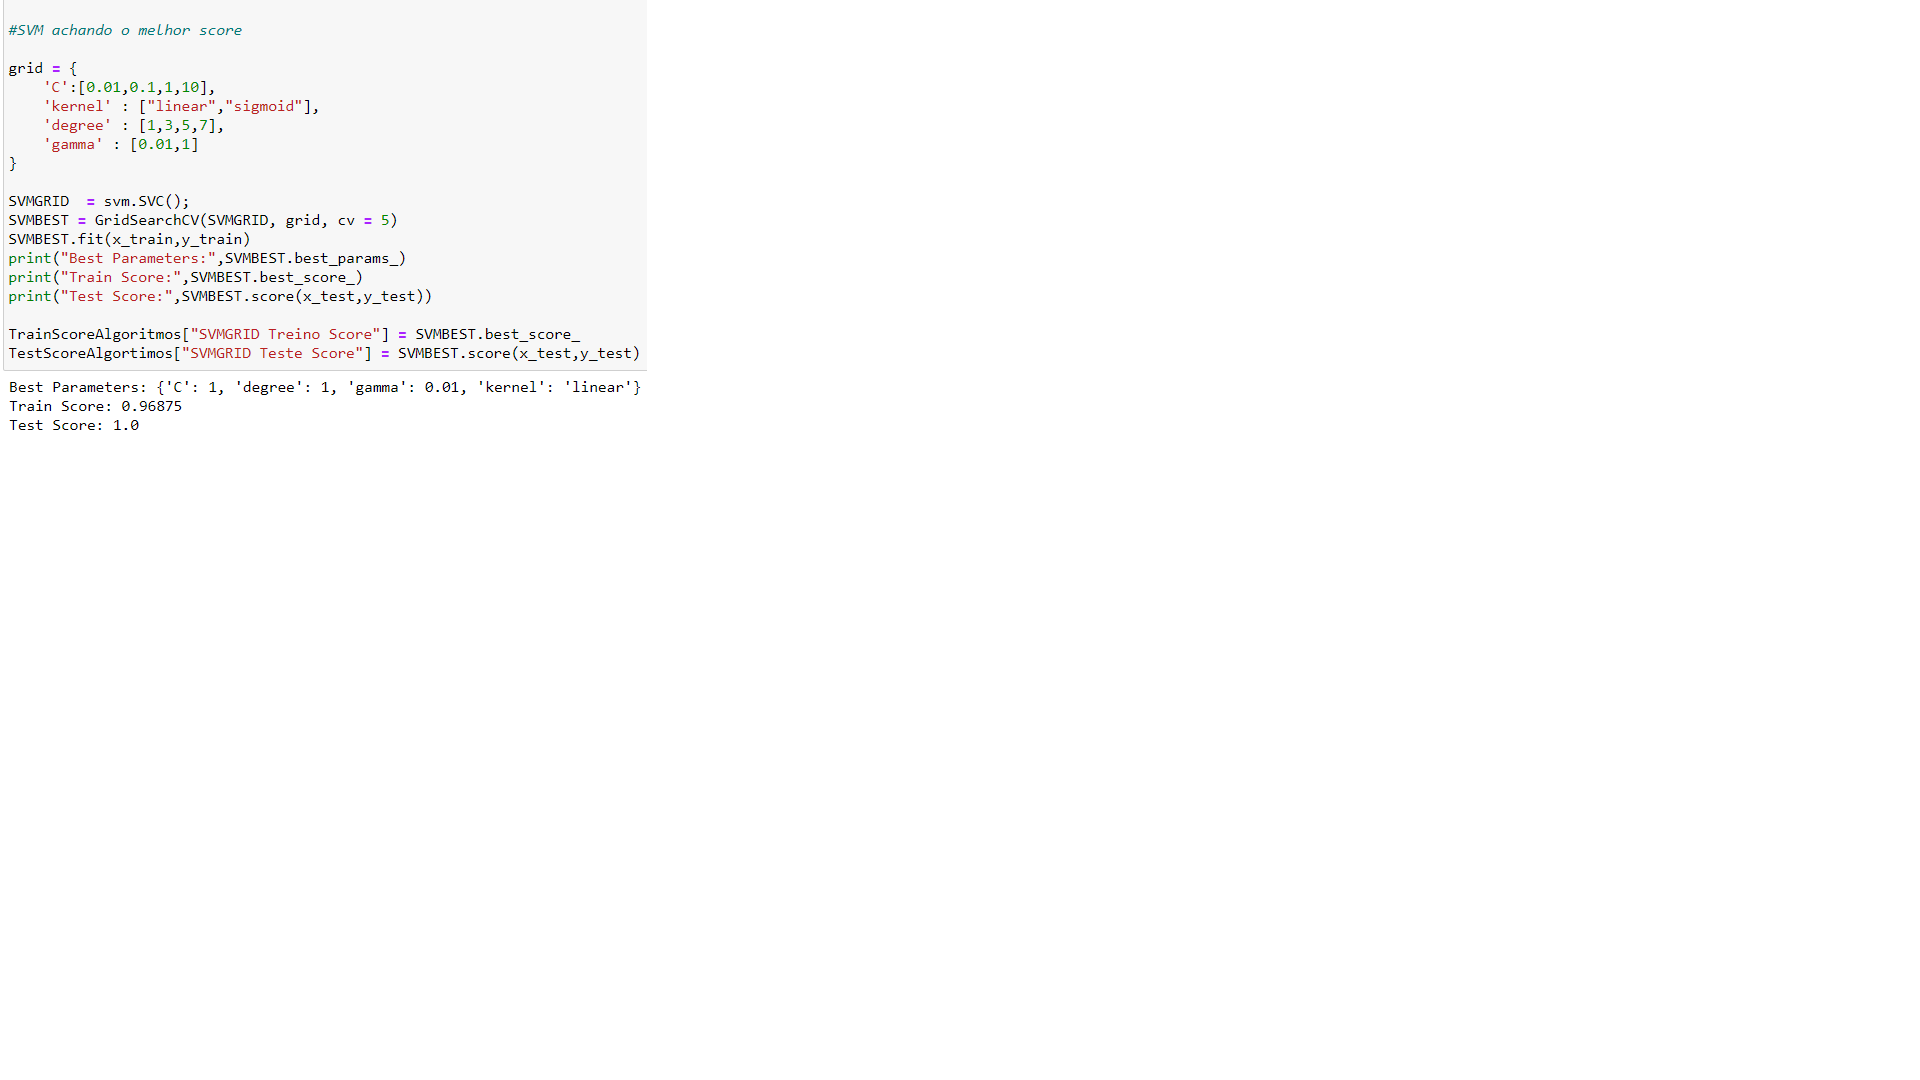 #SVM achando o melhor score
grid = {
'C':[0.01,0.1,1,10],
'kernel' : ["linear","sigmoid"],
'degree' : [1,3,5,7],
'gamma' : [0.01,1]
}
SVMGRID  = svm.SVC();
SVMBEST = GridSearchCV(SVMGRID, grid, cv = 5)
SVMBEST.fit(x_train,y_train)
print("Best Parameters:",SVMBEST.best_params_)
print("Train Score:",SVMBEST.best_score_)
print("Test Score:",SVMBEST.score(x_test,y_test))
TrainScoreAlgoritmos["SVMGRID Treino Score"] = SVMBEST.best_score_
TestScoreAlgortimos["SVMGRID Teste Score"] = SVMBEST.score(x_test,y_test)
Best Parameters: {'C': 1, 'degree': 1, 'gamma': 0.01, 'kernel': 'linear'}
Train Score: 0.96875
Test Score: 1.0